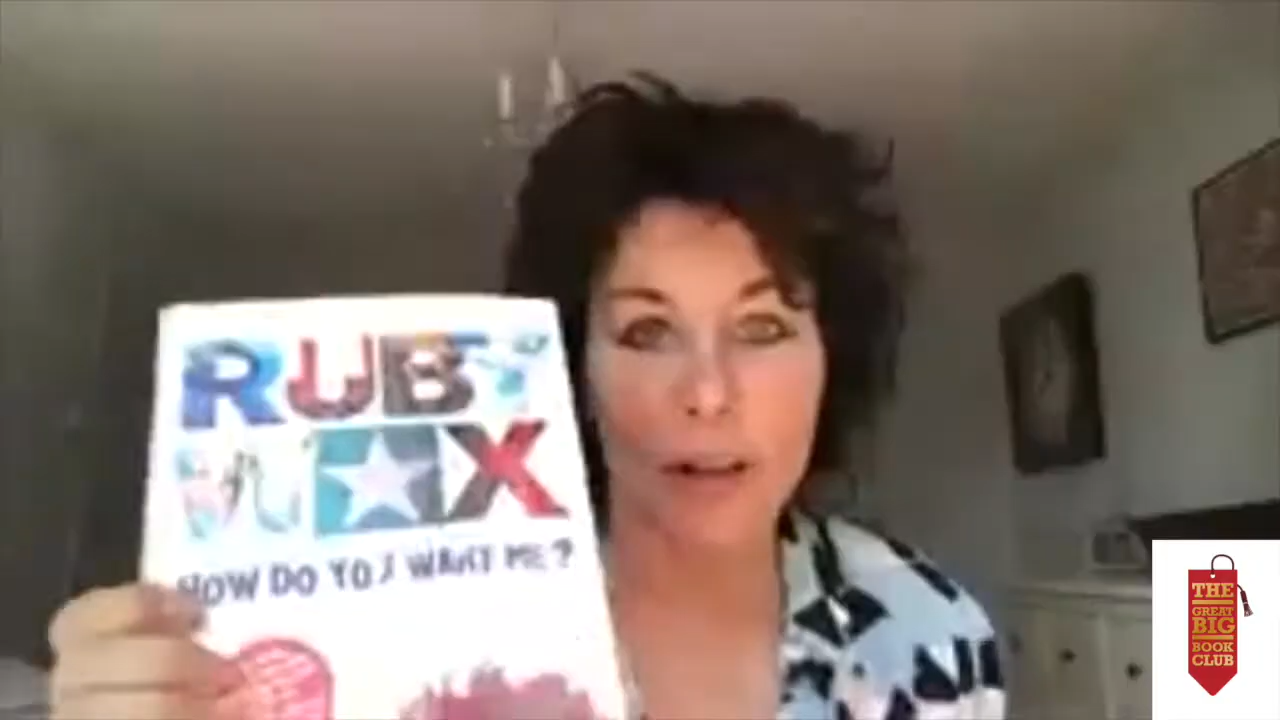 RUBY
WAX
HOW DO YOU WANT ME?
THE
GREAT
BIG
BOOK
CLUB